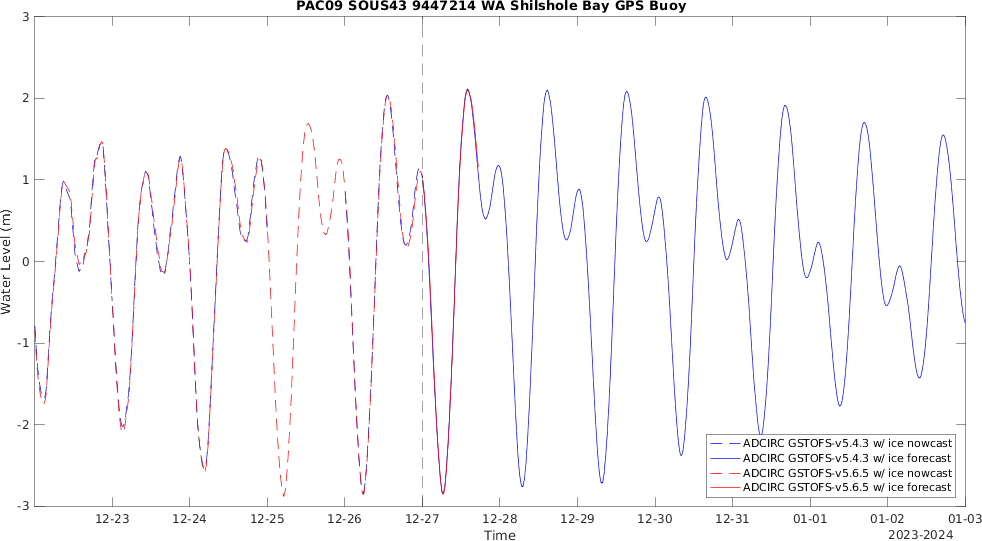 PAC09 SOUS43 9447214 WA Shilshole Bay GPS Buoy
3
2
1
0
-1
-2
-3
Water Level (m)
12-23 12-24 12-25 12-26 12-27 12-28 12-29 12-30 12-31 01-01 01-02 01-03
Time
2023-2024
ADCIRC GSTOFS-v5.4.3 w/ ice nowcast
ADCIRC GSTOFS-v5.4.3 w/ ice forecast
ADCIRC GSTOFS-v5.6.5 w/ ice nowcast
ADCIRC GSTOFS-v5.6.5 w/ ice forecast